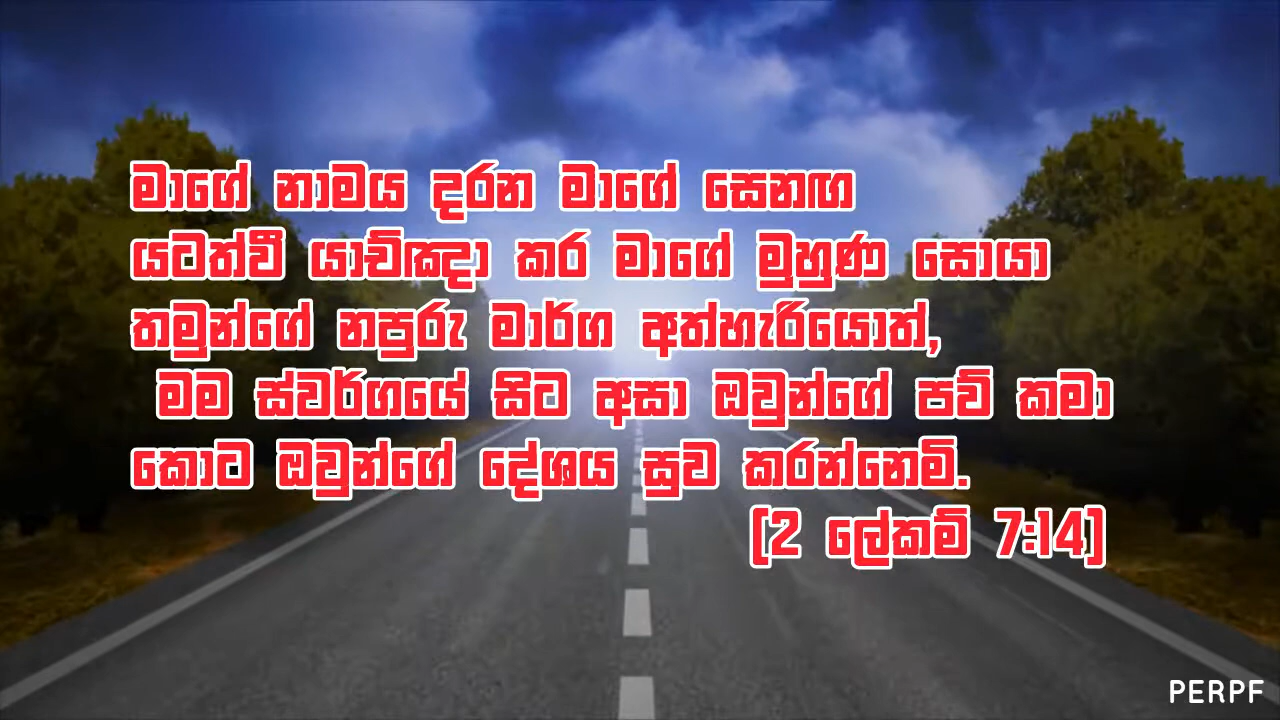 මාගේ නාමය දරන මාගේ සෙනඟ
යටත්වී යාච්ඤා කර මාගේ මුහුණ සොයා
තමුන්ගේ නපුරු මාර්ග අත්හැරියොත්,
මම ස්වර්ගයේ සිට අසා ඔවුන්ගේ පව් කමා
කොට ඔවුන්ගේ දේශය සුව කරන්නෙමි.
[2 ලේකම් 7:14]
PERPF